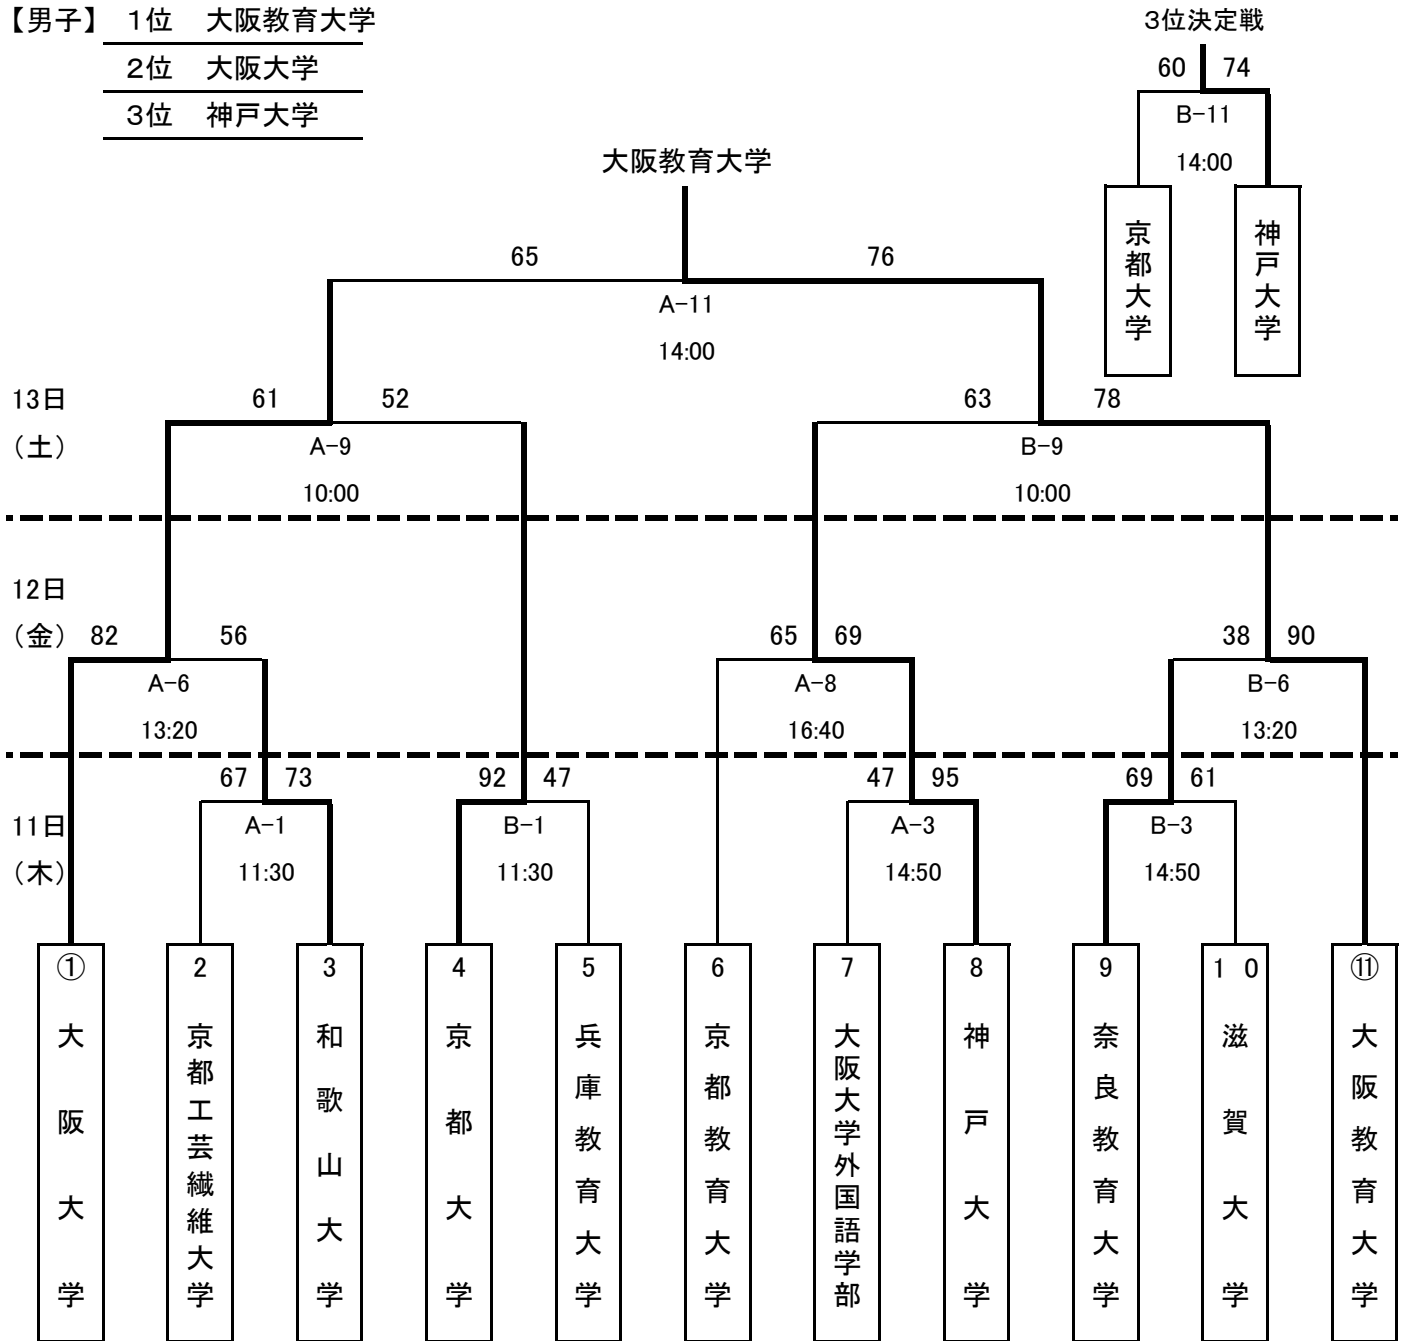 【男子】 1位 大阪教育大学
2位 大阪大学
3位 神戸大学
3位決定戦
60 74
B-11
14:00
京都大学
神戸大学
大阪教育大学
65 76
A-11
14:00
13日
（土）
61 52
A-9
10:00
63 78
B-9
10:00
12日
（金）
82 56
A-6
13:20
65 69
A-8
16:40
38 90
B-6
13:20
11日
（木）
67 73
A-1
11:30
92 47
B-1
11:30
47 95
A-3
14:50
69 61
B-3
14:50
① 大阪大学
2 京都工芸繊維大学
3 和歌山大学
4 京都大学
5 兵庫教育大学
6 京都教育大学
7 大阪大学外国語学部
8 神戸大学
9 奈良教育大学
10 滋賀大学
⑪ 大阪教育大学